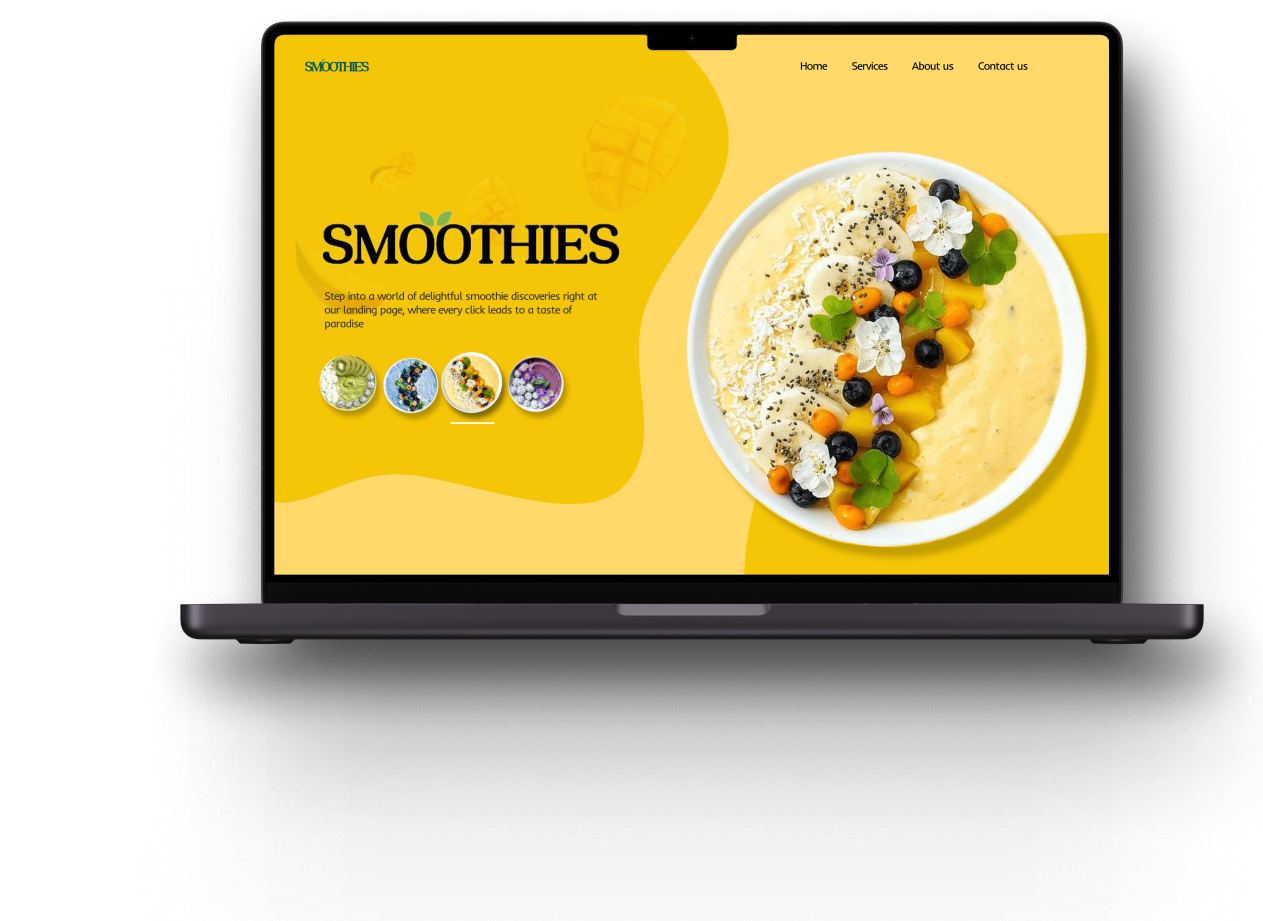 SMOOTHIES
Home Services About us Contact us
SMOOTHIES
Step into a world of delightful smoothie discoveries right at
our landing page, where every click leads to a taste of
paradise